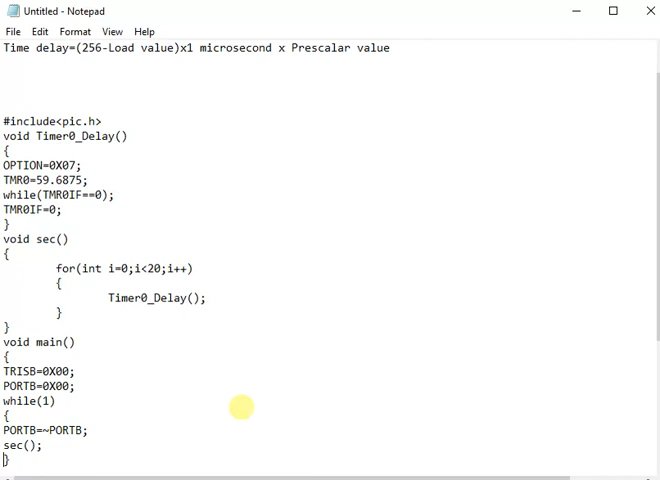 Untitled - Notepad
File Edit Format View Help
Time delay=(256-Load value)x1 microsecond x Prescalar value
#include<pic.h>
void Timer0_Delay()
{
OPTION=0X07;
TMR0=59.6875;
while(TMR0IF==0);
TMR0IF=0;
}
void sec()
{
for(int i=0;i<20;i++)
{
Timer0_Delay();
}
}
void main()
{
TRISB=0X00;
PORTB=0X00;
while(1)
{
PORTB=~PORTB;
sec();
}